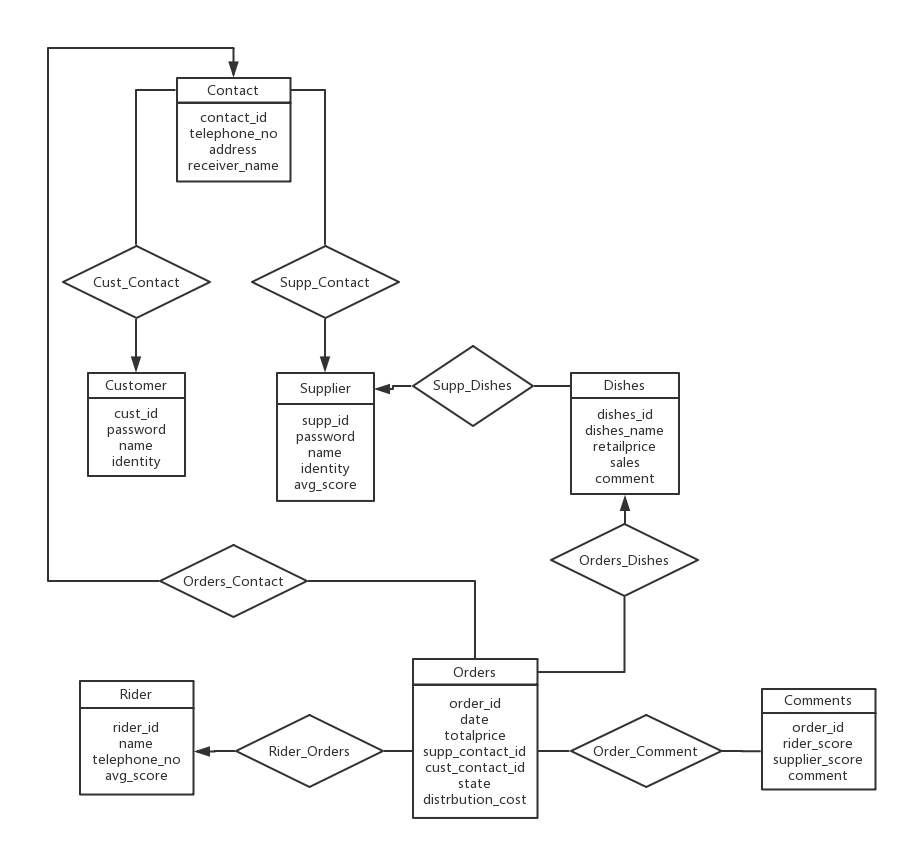 Contact
contact_id
telephone_no
address
receiver_name
Cust_Contact
Supp_Contact
Customer
cust_id
password
name
identity
Supplier
supp_id
password
name
identity
avg_score
Supp_Dishes
Dishes
dishes_id
dishes_name
retailprice
sales
comment
Orders_Contact
Orders_Dishes
Rider
rider_id
name
telephone_no
avg_score
Rider_Orders
Orders
order_id
date
totalprice
supp_contact_id
cust_contact_id
state
distrbution_cost
Order_Comment
Comments
order_id
rider_score
supplier_score
comment